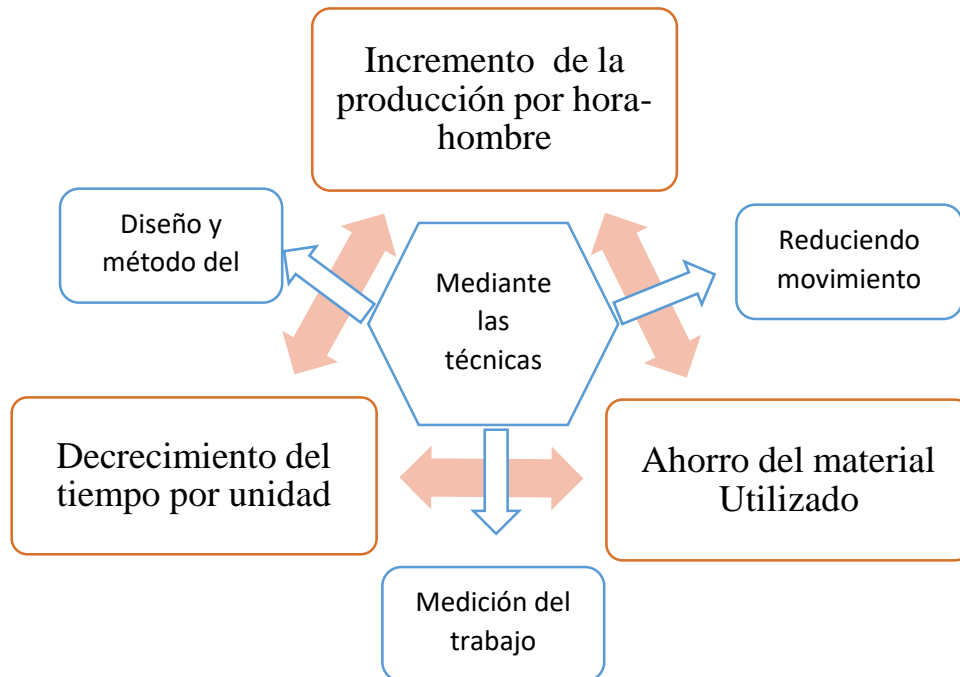 Incremento de la
producción por hora-
hombre
Diseño y
método del
Mediante
las
técnicas
Reduciendo
movimiento
Decrecimiento del
tiempo por unidad
Ahorro del material
Utilizado
Medición del
trabajo